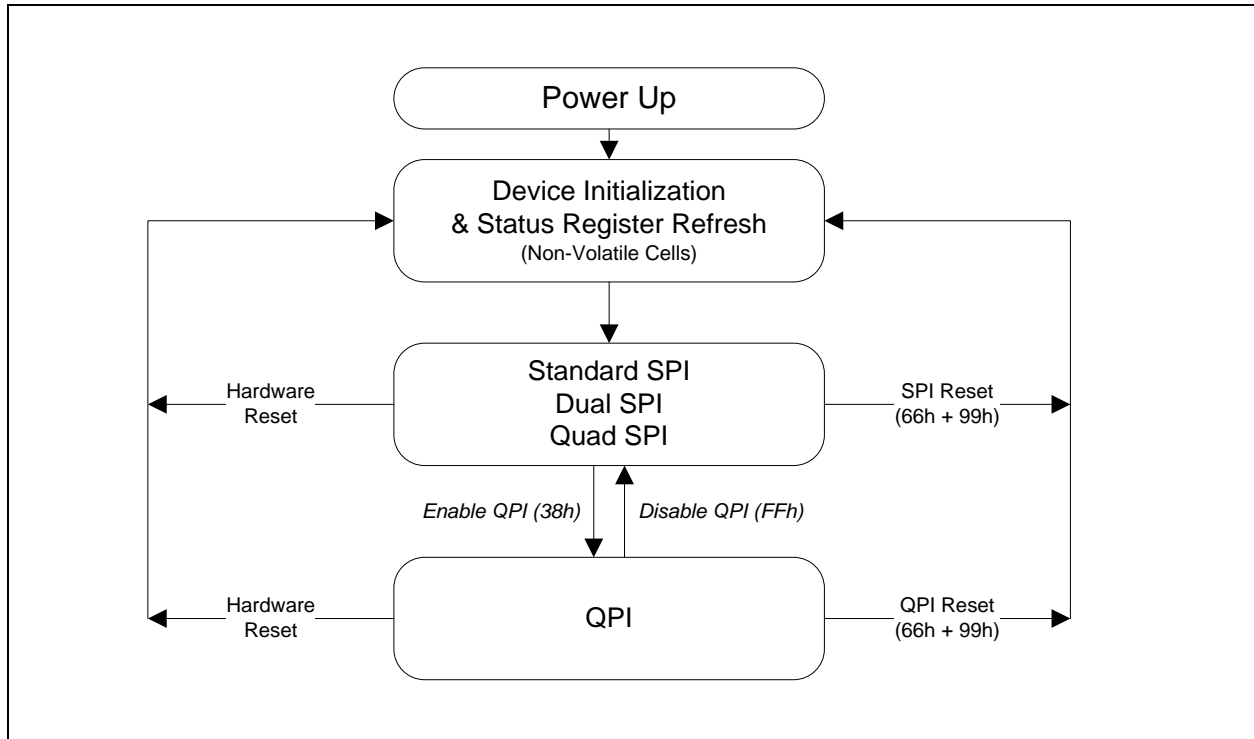 Power Up
Device Initialization
& Status Register Refresh
(Non-Volatile Cells)
Standard SPI
Dual SPI
Quad SPI
Hardware
Reset
SPI Reset
(66h + 99h)
Enable QPI (38h)
Disable QPI (FFh)
Hardware
Reset
QPI
QPI Reset
(66h + 99h)